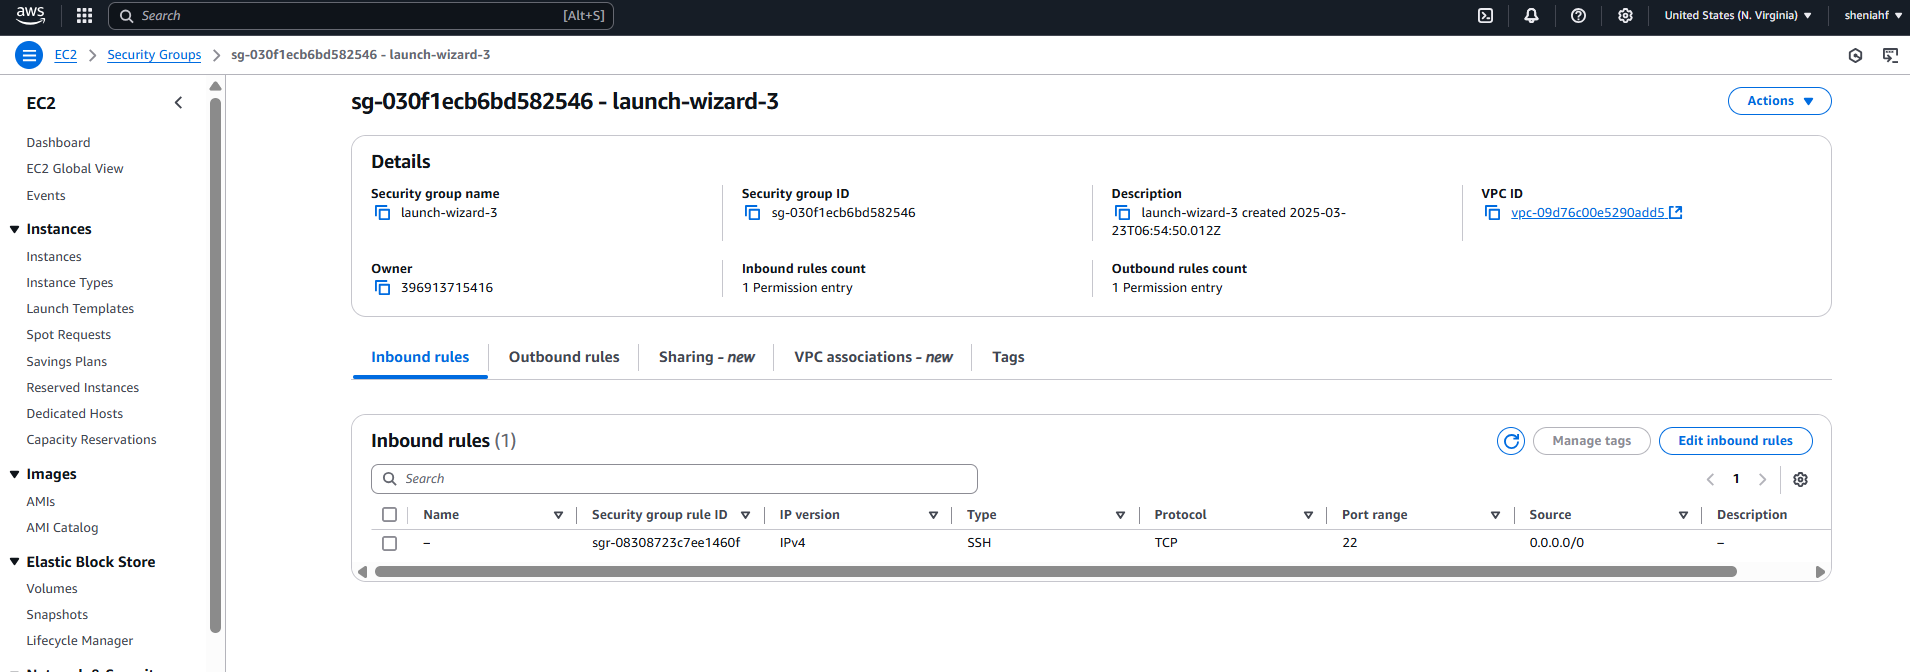 aws Search [Alt+S] United States (N. Virginia) sheniahf
EC2 Security Groups sg-030f1ecb6bd582546 - launch-wizard-3
EC2
Dashboard
EC2 Global View
Events
Instances
Instances
Instance Types
Launch Templates
Spot Requests
Savings Plans
Reserved Instances
Dedicated Hosts
Capacity Reservations
Images
AMIs
AMI Catalog
Elastic Block Store
Volumes
Snapshots
Lifecycle Manager
sg-030f1ecb6bd582546 - launch-wizard-3 Actions
Details
Security group name
launch-wizard-3
Security group ID
sg-030f1ecb6bd582546
Description
launch-wizard-3 created 2025-03-
23T06:54:50.012Z
VPC ID
vpc-09d76c00e5290add5
Owner
396913715416
Inbound rules count
1 Permission entry
Outbound rules count
1 Permission entry
Inbound rules Outbound rules Sharing - new VPC associations - new Tags
Inbound rules (1) Manage tags Edit inbound rules
Search 1
Name Security group rule ID IP version Type Protocol Port range Source Description
– sgr-08308723c7ee1460f IPv4 SSH TCP 22 0.0.0.0/0 –